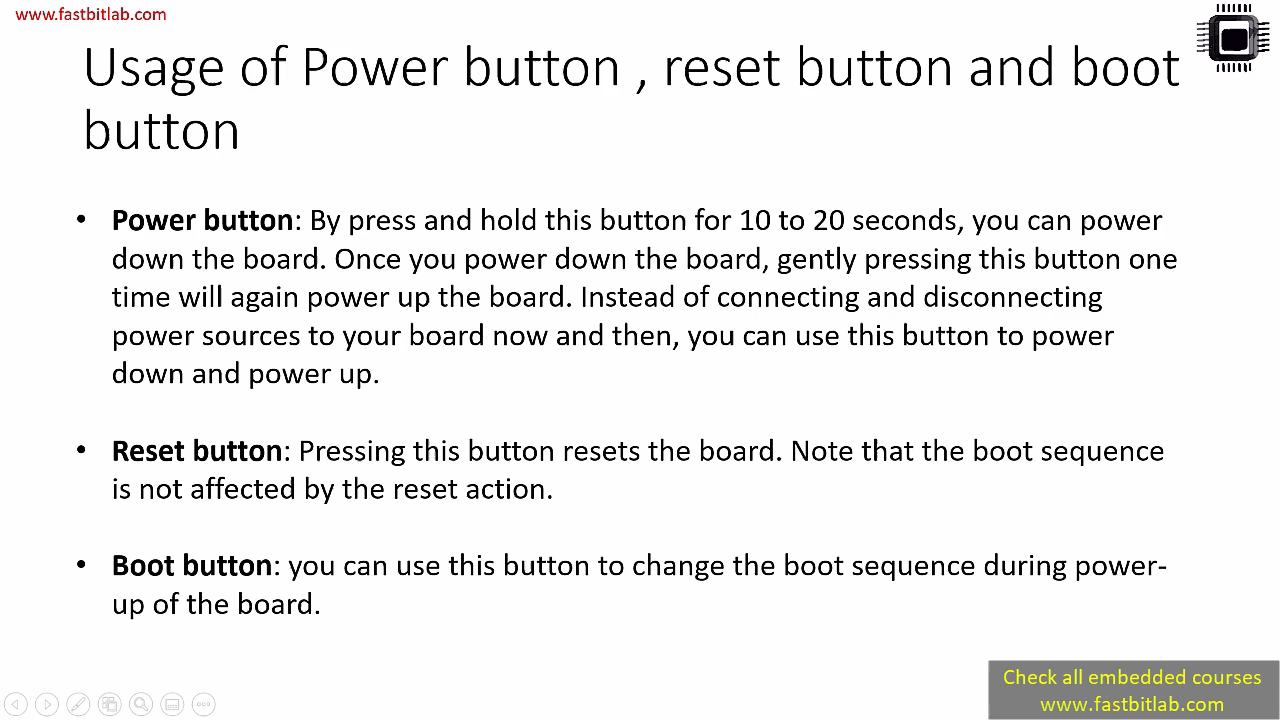 www.fastbitlab.com
Usage of Power button , reset button and boot
button
• Power button: By press and hold this button for 10 to 20 seconds, you can power
down the board. Once you power down the board, gently pressing this button one
time will again power up the board. Instead of connecting and disconnecting
power sources to your board now and then, you can use this button to power
down and power up.
• Reset button: Pressing this button resets the board. Note that the boot sequence
is not affected by the reset action.
• Boot button: you can use this button to change the boot sequence during power-
up of the board.
Check all embedded courses
www.fastbitlab.com